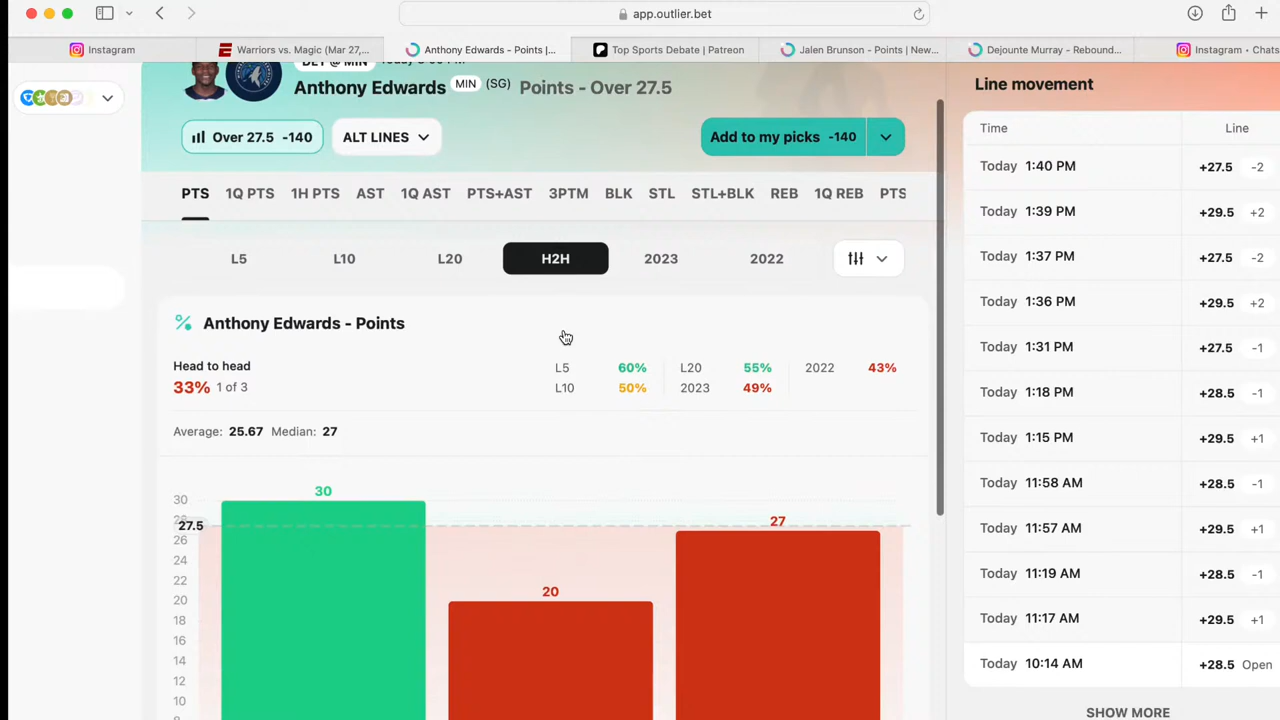 app.outlier.bet
Instagram
Warriors vs. Magic (Mar 27,...
Anthony Edwards - Points |...
Top Sports Debate | Patreon
Jalen Brunson - Points | New...
Dejounte Murray - Rebound...
Instagram • Chats
Anthony Edwards MIN (SG) Points - Over 27.5
Over 27.5 -140
ALT LINES
Add to my picks -140
PTS 1Q PTS 1H PTS AST 1Q AST PTS+AST 3PTM BLK STL STL+BLK REB 1Q REB PTS
L5 L10 L20 H2H 2023 2022
Anthony Edwards - Points
Head to head
33% 1 of 3
L5 60% L20 55% 2022 43%
L10 50% 2023 49%
Average: 25.67 Median: 27
30
20
27
30
27.5
26
24
22
20
18
16
14
12
10
Line movement
Time Line
Today 1:40 PM +27.5 -2
Today 1:39 PM +29.5 +2
Today 1:37 PM +27.5 -2
Today 1:36 PM +29.5 +2
Today 1:31 PM +27.5 -1
Today 1:18 PM +28.5 -1
Today 1:15 PM +29.5 +1
Today 11:58 AM +28.5 -1
Today 11:57 AM +29.5 +1
Today 11:19 AM +28.5 -1
Today 11:17 AM +29.5 +1
Today 10:14 AM +28.5 Open
SHOW MORE